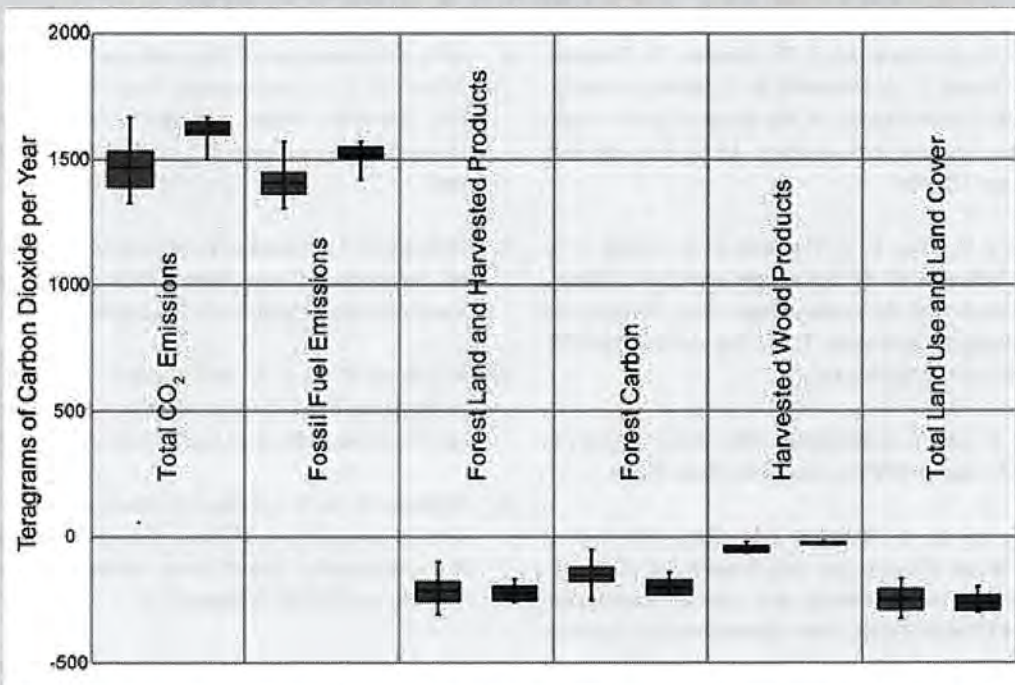 Teragrams of Carbon Dioxide per Year
2000
1500
1000
500
0
-500
Total CO₂ Emissions
Fossill Fuel Emissions
Forest Land and Harvested Products
Forest Carbon
Harvested Wood Products
Total Land Use and Land Cover